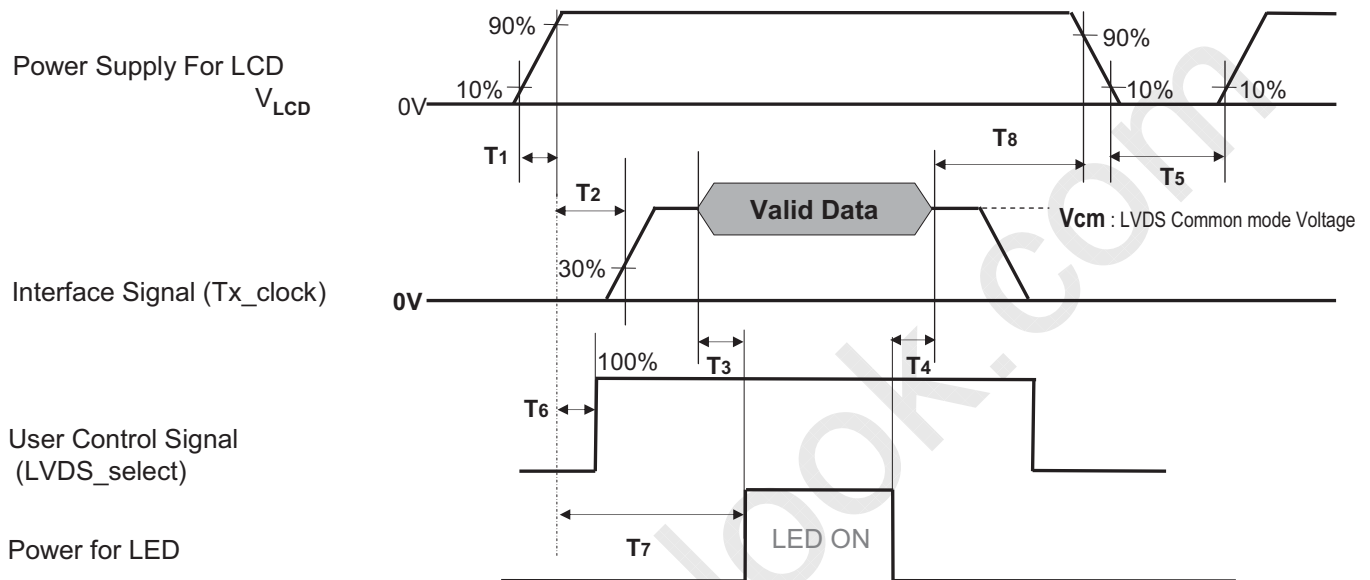 90%
90%
Power Supply For LCD
VLCD
10%
10%
10%
0V
T1
T8
T2
T5
Valid Data
Vcm : LVDS Common mode Voltage
30%
Interface Signal (Tx_clock)
0V
100%
T3
T4
T6
User Control Signal
(LVDS_select)
T7
LED ON
Power for LED
look.com